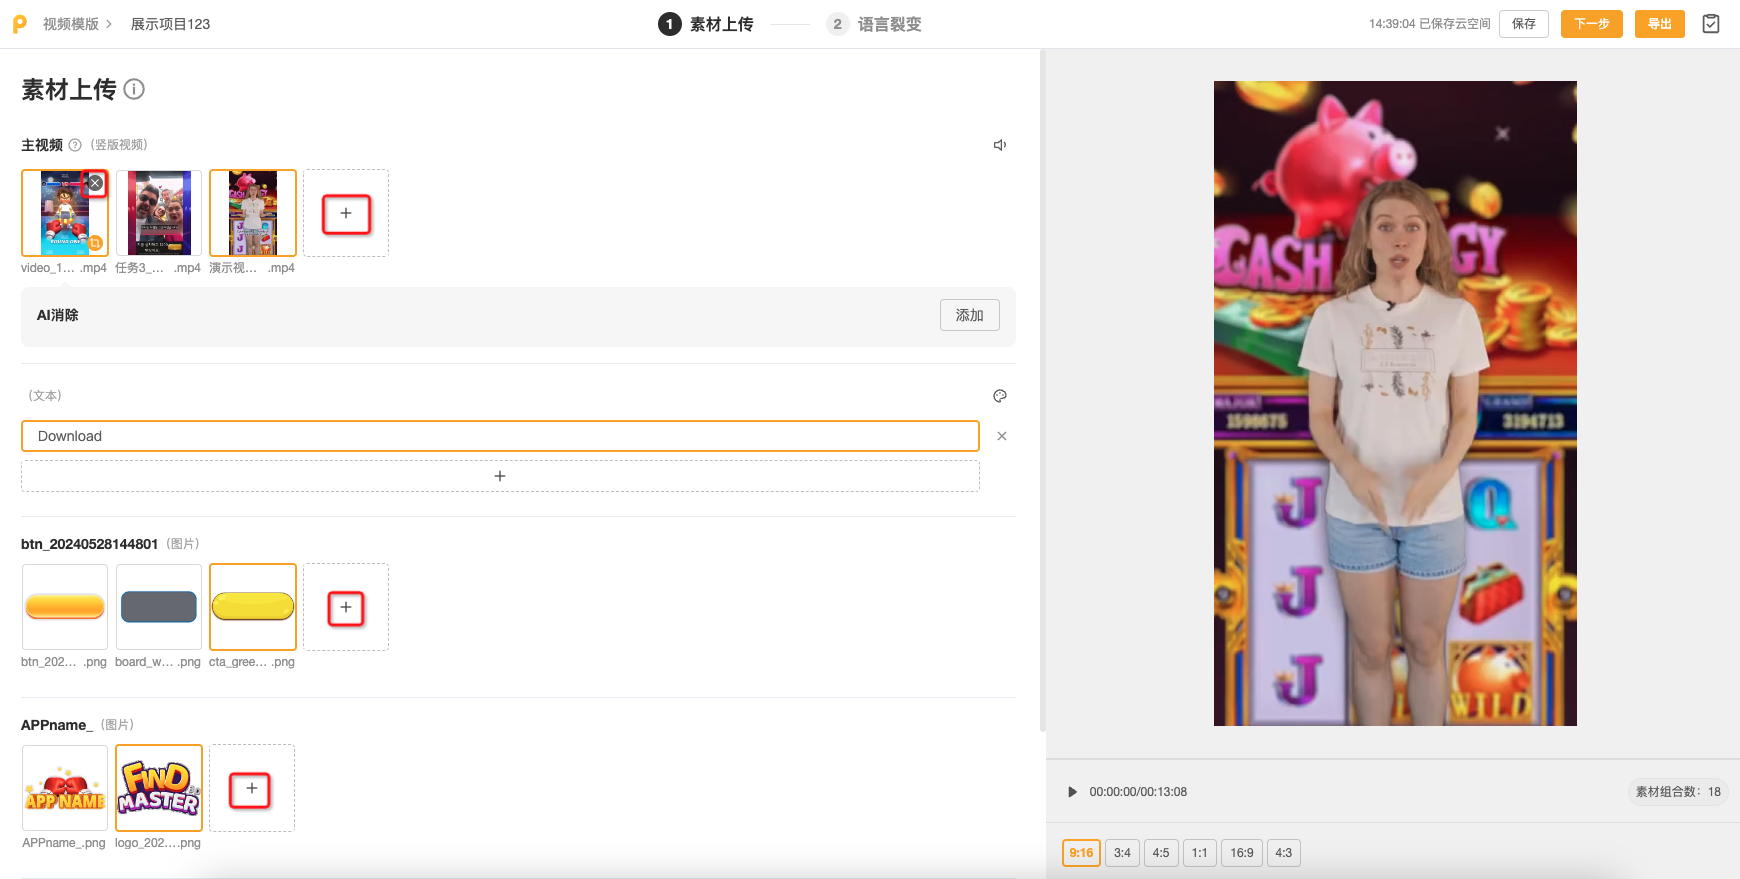 视频模版 > 展示项目123
1 素材上传
2 语言裂变
14:39:04 已保存云空间
保存
下一步
导出
素材上传
主视频 (竖版视频)
video_1... .mp4
任务3_... .mp4
演示视... .mp4
AI消除
添加
(文本)
Download
btn_20240528144801 (图片)
btn_202... .png
board_w... .png
cta_gree... .png
APPname_ (图片)
APP NAME
FIND
MASTER
APPname_.png
logo_202....png
CASH
1598675
3194713
J
Q
J
J
WILD
00:00:00/00:13:08
素材组合数: 18
9:16
3:4
4:5
1:1
16:9
4:3